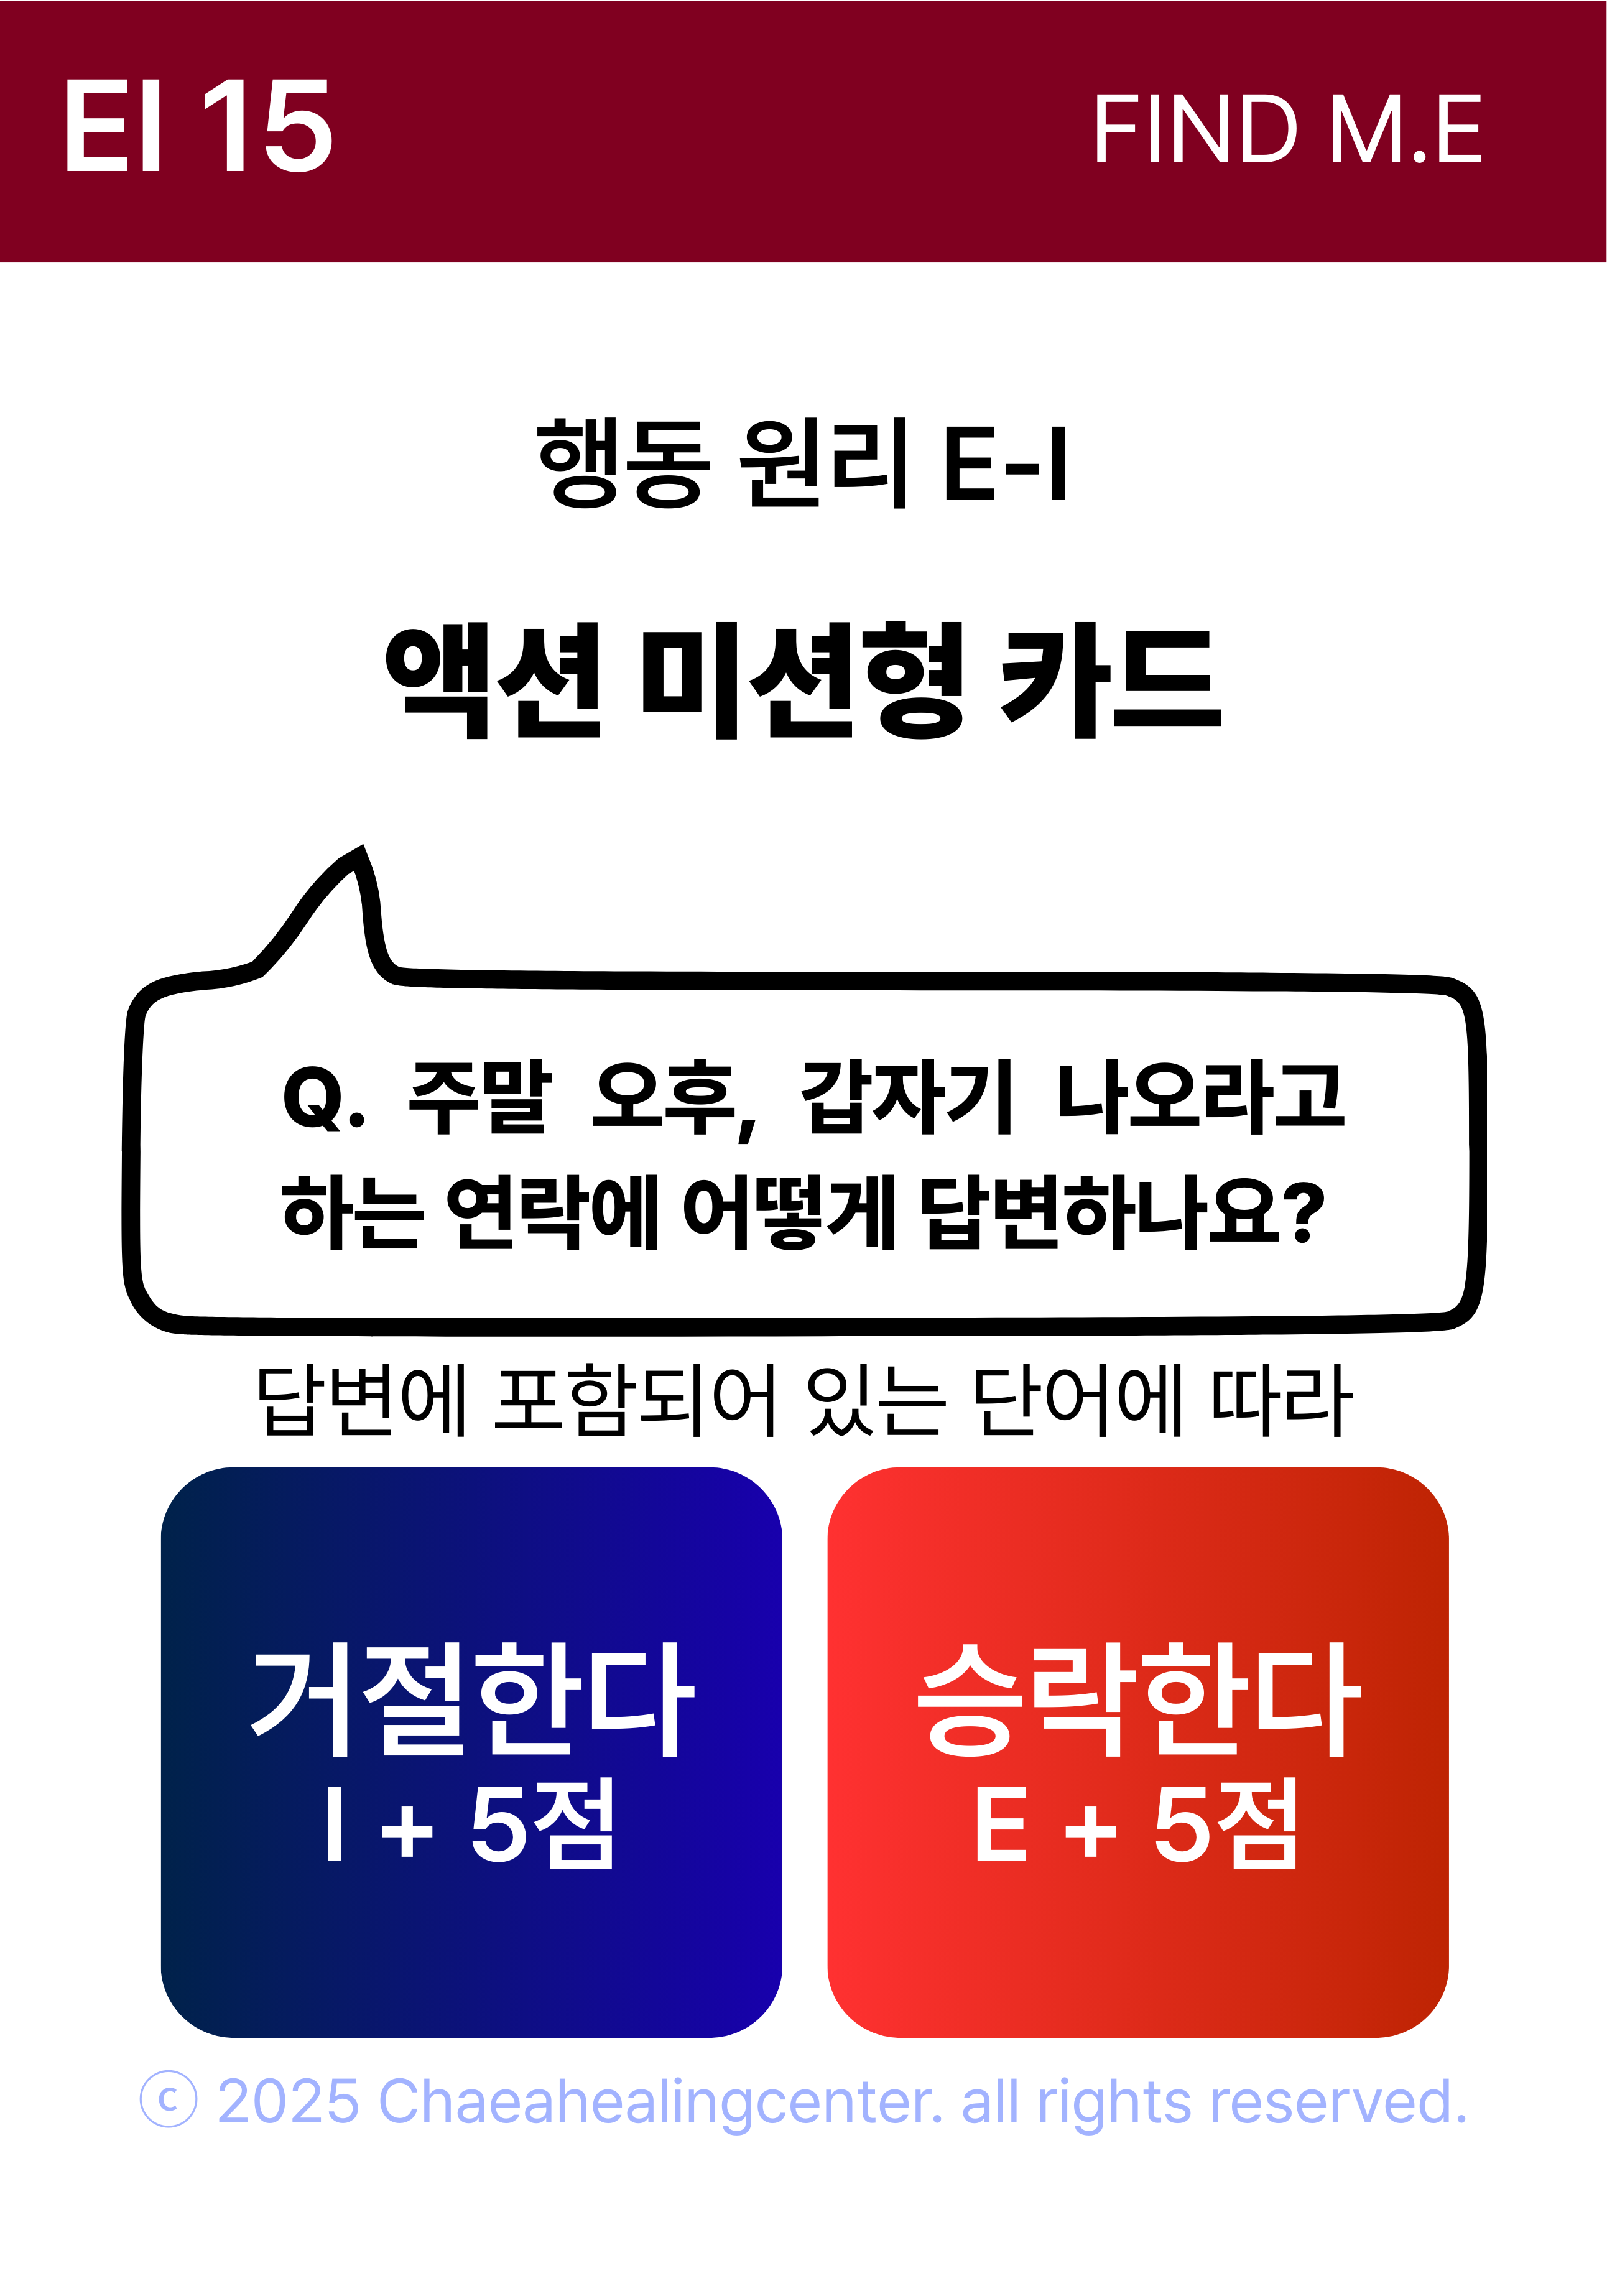 EI 15
FIND M.E
행동 원리 E-I
액션 미션형 카드
Q. 주말 오후, 갑자기 나오라고
하는 연락에 어떻게 답변하나요?
답변에 포함되어 있는 단어에 따라
거절한다
I + 5점
승락한다
E + 5점
ⓒ 2025 Chaeahealingcenter. all rights reserved.